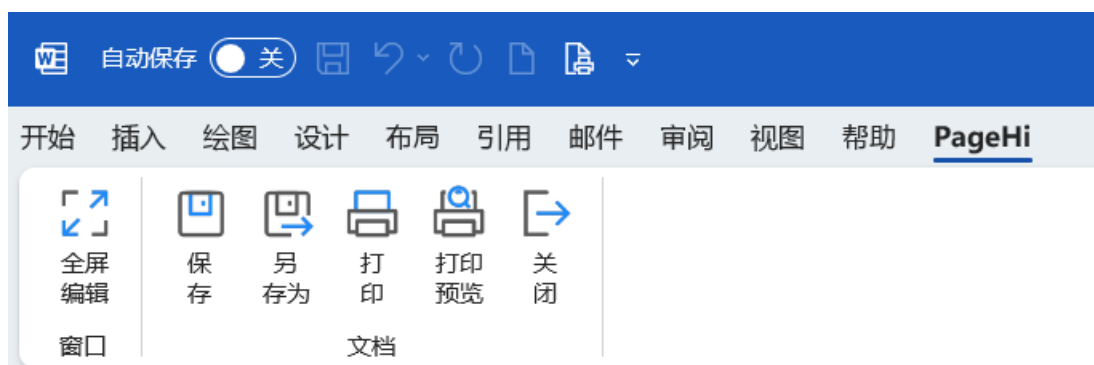 自动保存 关
开始 插入 绘图 设计 布局 引用 邮件 审阅 视图 帮助 PageHi
全屏 保 另 打 打印 关
编辑 存 存为 印 预览 闭
窗口 文档